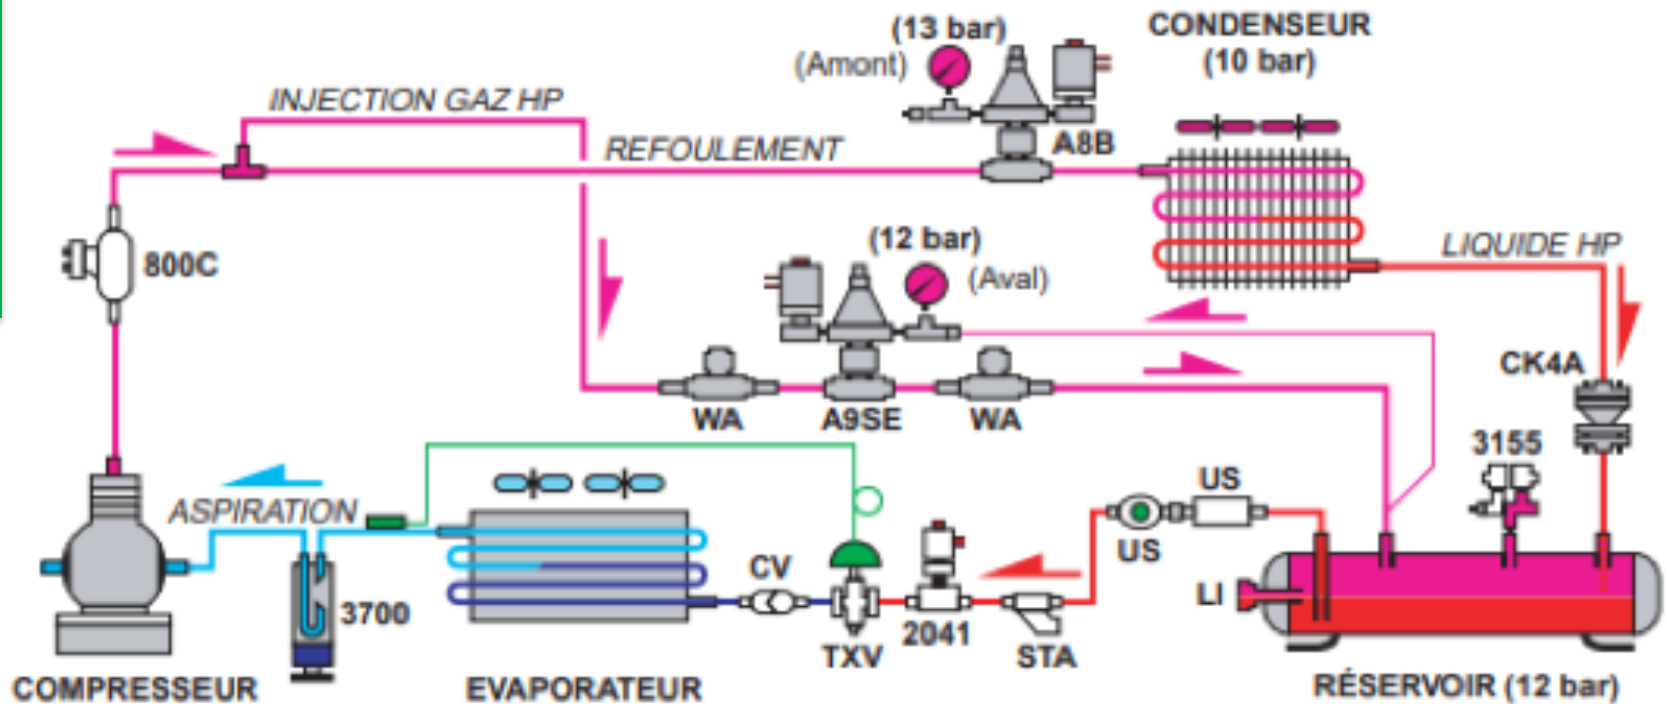 (13 bar)
(Amont)
CONDENSEUR
(10 bar)
INJECTION GAZ HP
REFOULEMENT
A8B
800C
(12 bar)
(Aval)
LIQUIDE HP
CK4A
WA
A9SE
WA
3155
ASPIRATION
US
US
CV
LI
3700
TXV
2041
STA
COMPRESSEUR
EVAPORATEUR
RÉSERVOIR (12 bar)